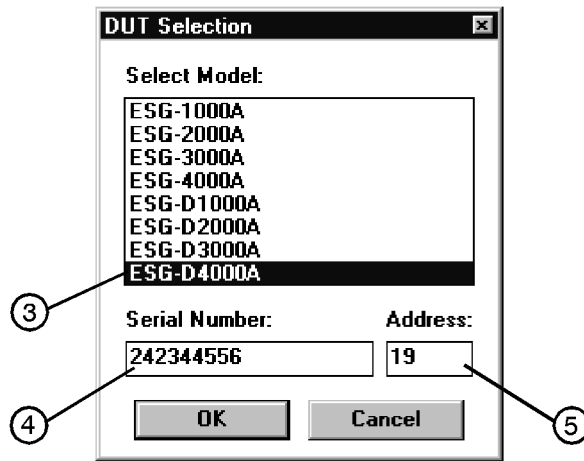 DUT Selection
Select Model:
ESG-1000A
ESG-2000A
ESG-3000A
ESG-4000A
ESG-D1000A
ESG-D2000A
ESG-D3000A
ESG-D4000A
3
Serial Number: Address:
242344556 19
4 OK Cancel 5